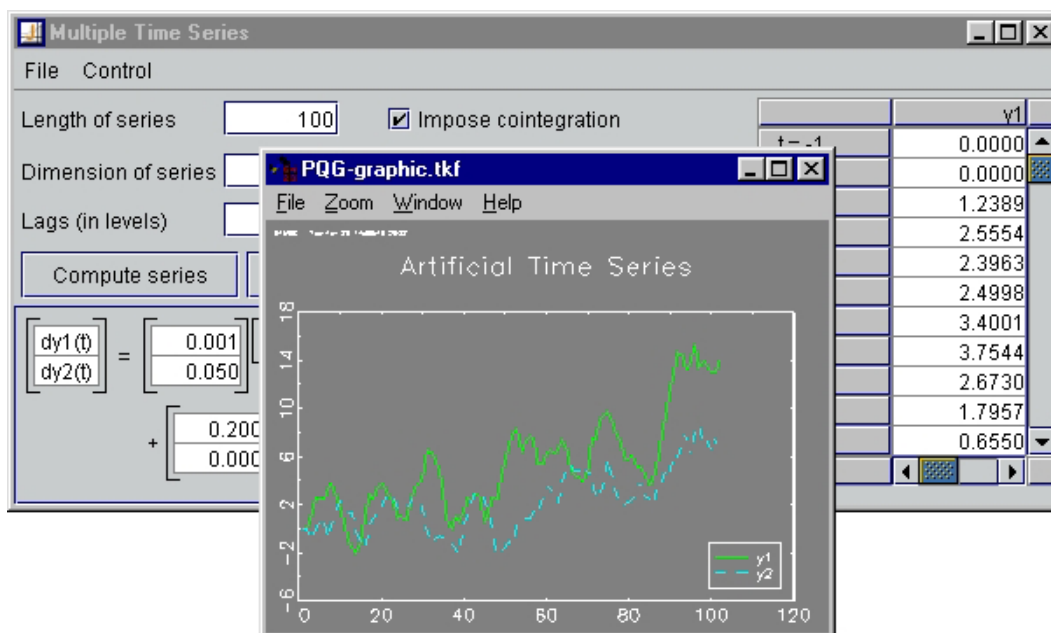 Multiple Time Series
File Control
Length of series 100 Impose cointegration
Dimension of series
Lags (in levels)
Compute series
dy1(t) = 0.001
dy2(t) 0.050
+ 0.200
0.000
y1
t = -1 0.0000
0.0000
1.2389
2.5554
2.3963
2.4998
3.4001
3.7544
2.6730
1.7957
0.6550
PQG-graphic.tkf
File Zoom Window Help
Artificial Time Series
18
14
10
6
2
-2
-6
0 20 40 60 80 100 120
y1
y2